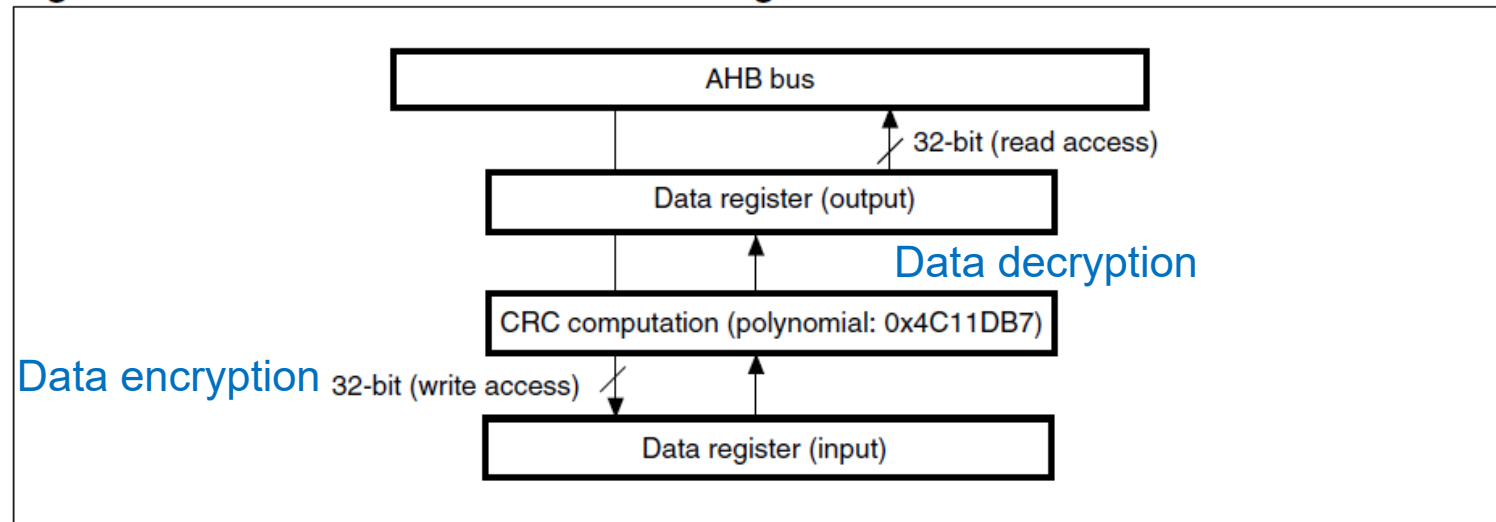 AHB bus
32-bit (read access)
Data register (output)
Data decryption
CRC computation (polynomial: 0x4C11DB7)
Data encryption 32-bit (write access)
Data register (input)